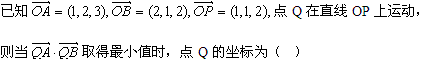 已知 $\overrightarrow{OA}=(1,2,3),\overrightarrow{OB}=(2,1,2),\overrightarrow{OP}=(1,1,2)$,点 Q 在直线 OP 上运动,
则当 $\overrightarrow{QA}\cdot\overrightarrow{QB}$ 取得最小值时,点 Q 的坐标为( )